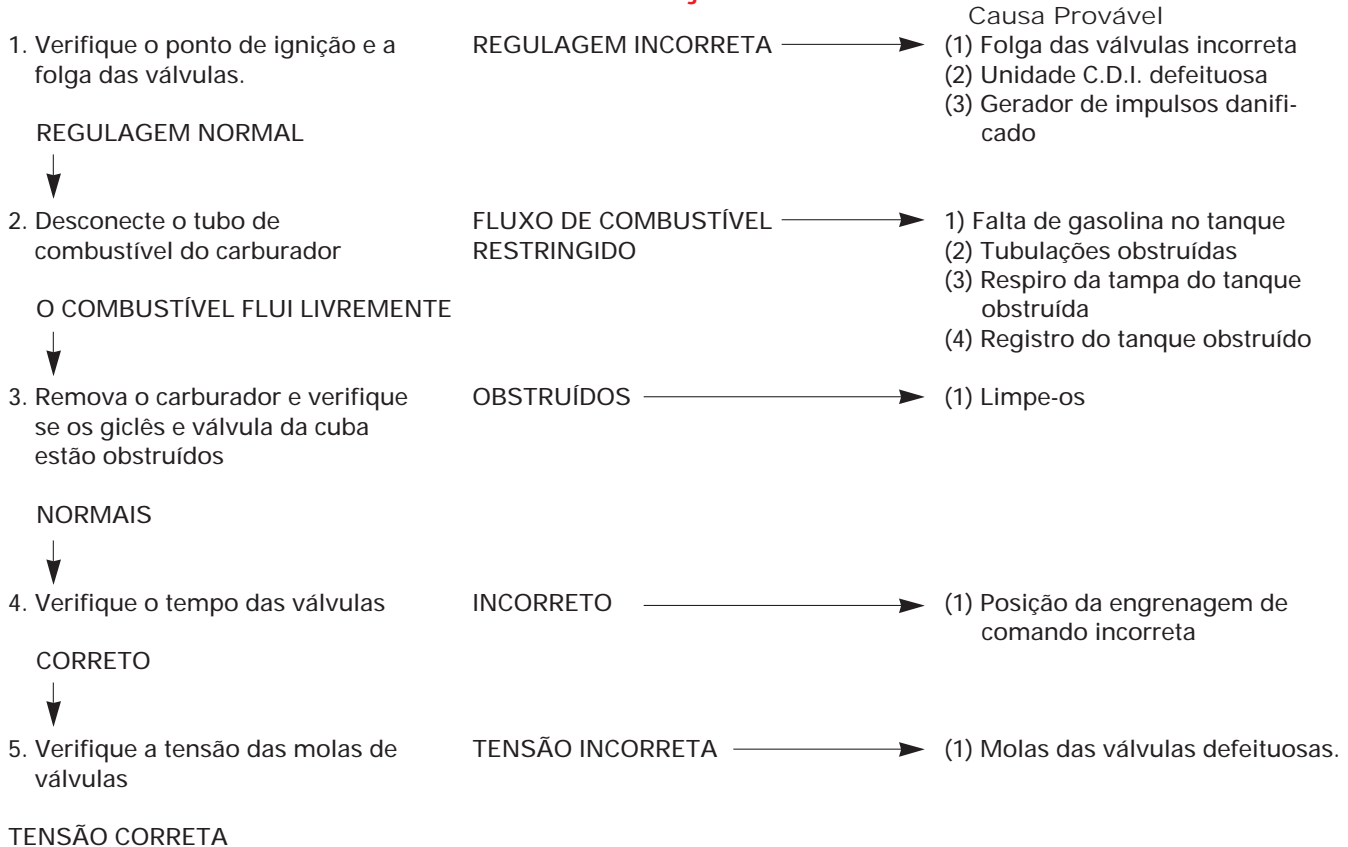 Causa Provável
1. Verifique o ponto de ignição e a
folga das válvulas.
REGULAGEM INCORRETA
(1) Folga das válvulas incorreta
(2) Unidade C.D.I. defeituosa
(3) Gerador de impulsos danifi-
cado
REGULAGEM NORMAL
2. Desconecte o tubo de
combustível do carburador
FLUXO DE COMBUSTÍVEL
RESTRINGIDO
1) Falta de gasolina no tanque
(2) Tubulações obstruídas
(3) Respiro da tampa do tanque
obstruída
(4) Registro do tanque obstruído
O COMBUSTÍVEL FLUI LIVREMENTE
3. Remova o carburador e verifique
se os giclês e válvula da cuba
estão obstruídos
OBSTRUÍDOS
(1) Limpe-os
NORMAIS
4. Verifique o tempo das válvulas
INCORRETO
(1) Posição da engrenagem de
comando incorreta
CORRETO
5. Verifique a tensão das molas de
válvulas
TENSÃO INCORRETA
(1) Molas das válvulas defeituosas.
TENSÃO CORRETA